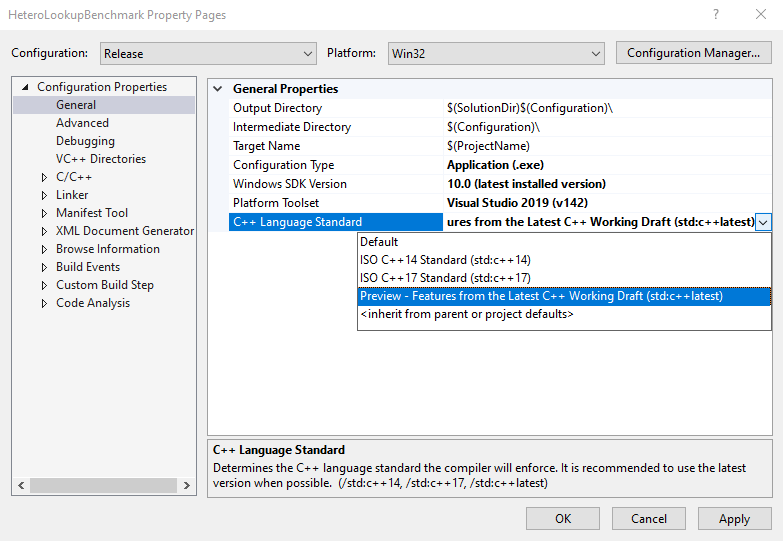 HeteroLookupBenchmark Property Pages
Configuration: Release Platform: Win32 Configuration Manager...
Configuration Properties
General
Advanced
Debugging
VC++ Directories
C/C++
Linker
Manifest Tool
XML Document Generator
Browse Information
Build Events
Custom Build Step
Code Analysis
General Properties
Output Directory $(SolutionDir)$(Configuration)\
Intermediate Directory $(Configuration)\
Target Name $(ProjectName)
Configuration Type Application (.exe)
Windows SDK Version 10.0 (latest installed version)
Platform Toolset Visual Studio 2019 (v142)
C++ Language Standard ures from the Latest C++ Working Draft (std:c++latest)
Default
ISO C++14 Standard (std:c++14)
ISO C++17 Standard (std:c++17)
Preview - Features from the Latest C++ Working Draft (std:c++latest)
<inherit from parent or project defaults>
C++ Language Standard
Determines the C++ language standard the compiler will enforce. It is recommended to use the latest
version when possible. (/std:c++14, /std:c++17, /std:c++latest)
OK Cancel Apply